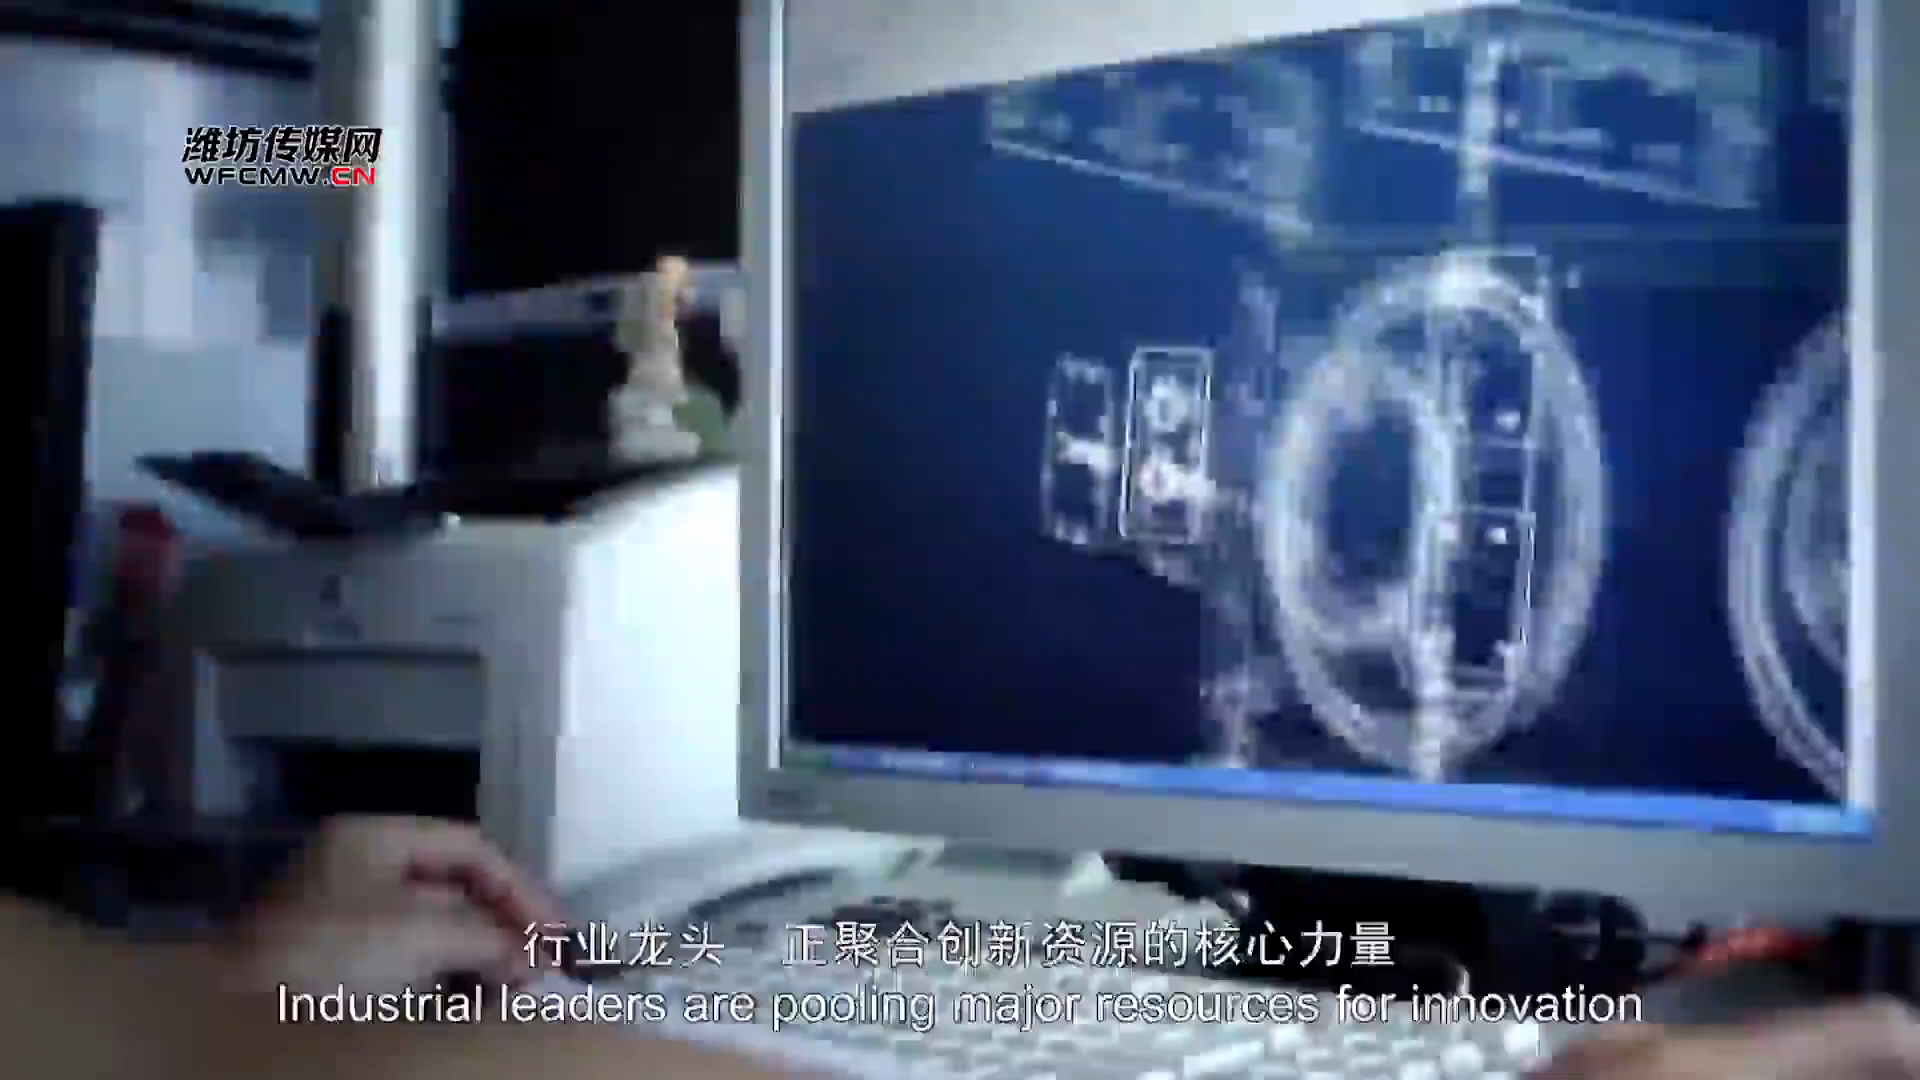 潍坊传媒网
WFCMW.CN
行业龙头 正聚合创新资源的核心力量
Industrial leaders are pooling major resources for innovation